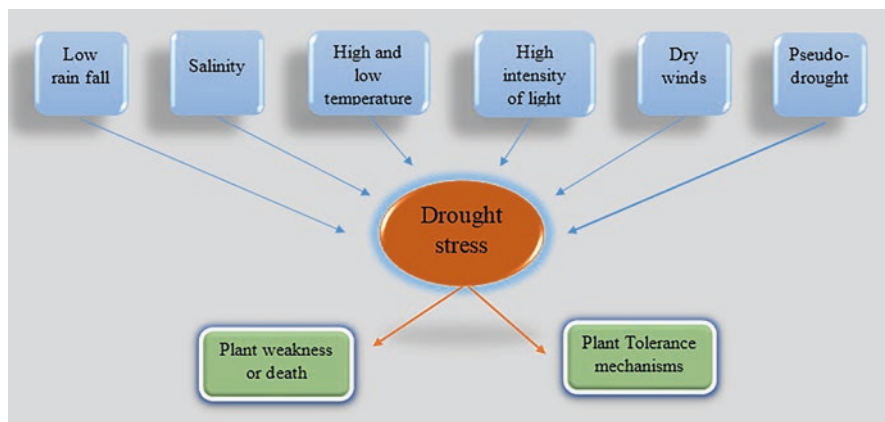 Low
rain fall
Salinity
High and
low
temperature
High
intensity
of light
Dry
winds
Pseudo-
drought
Drought
stress
Plant weakness
or death
Plant Tolerance
mechanisms